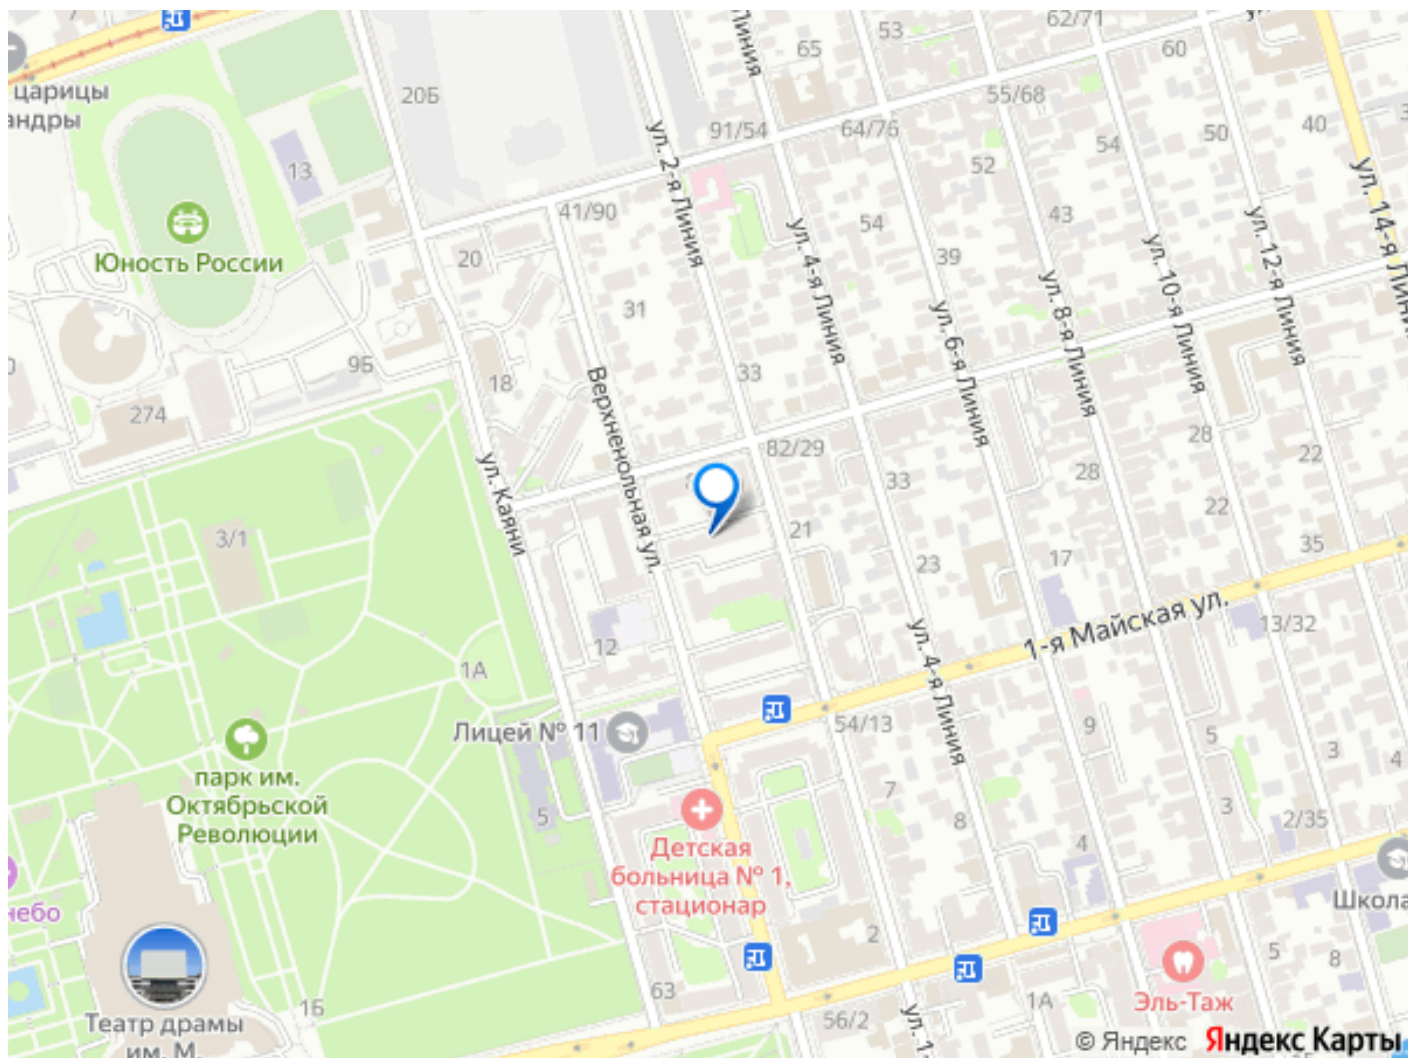 царицы
андры
20Б
13
Юность России
ул. 2-я Линия
Линия
65
53
62/71
60
91/54
64/76
55/68
52
54
50
40
ул. 14-я Линия
41/90
20
31
ул. 4-я Линия
54
39
43
ул. 6-я Линия
ул. 8-я Линия
ул. 10-я Линия
ул. 12-я Линия
9Б
274
18
33
Верхненольная ул.
ул. Каяни
82/29
33
28
28
22
22
3/1
21
23
17
35
12
1А
1-я Майская ул.
13/32
ул. 4-я Линия
Лицей № 11
54/13
9
5
3
4
парк им.
Октябрьской
Революции
5
7
8
4
3
2/35
Детская
больница № 1,
стационар
небо
Школа
2
5
8
63
1Б
Театр драмы
им. М.
56/2
ул. 1-
1А
Эль-Таж
© Яндекс Яндекс Карты